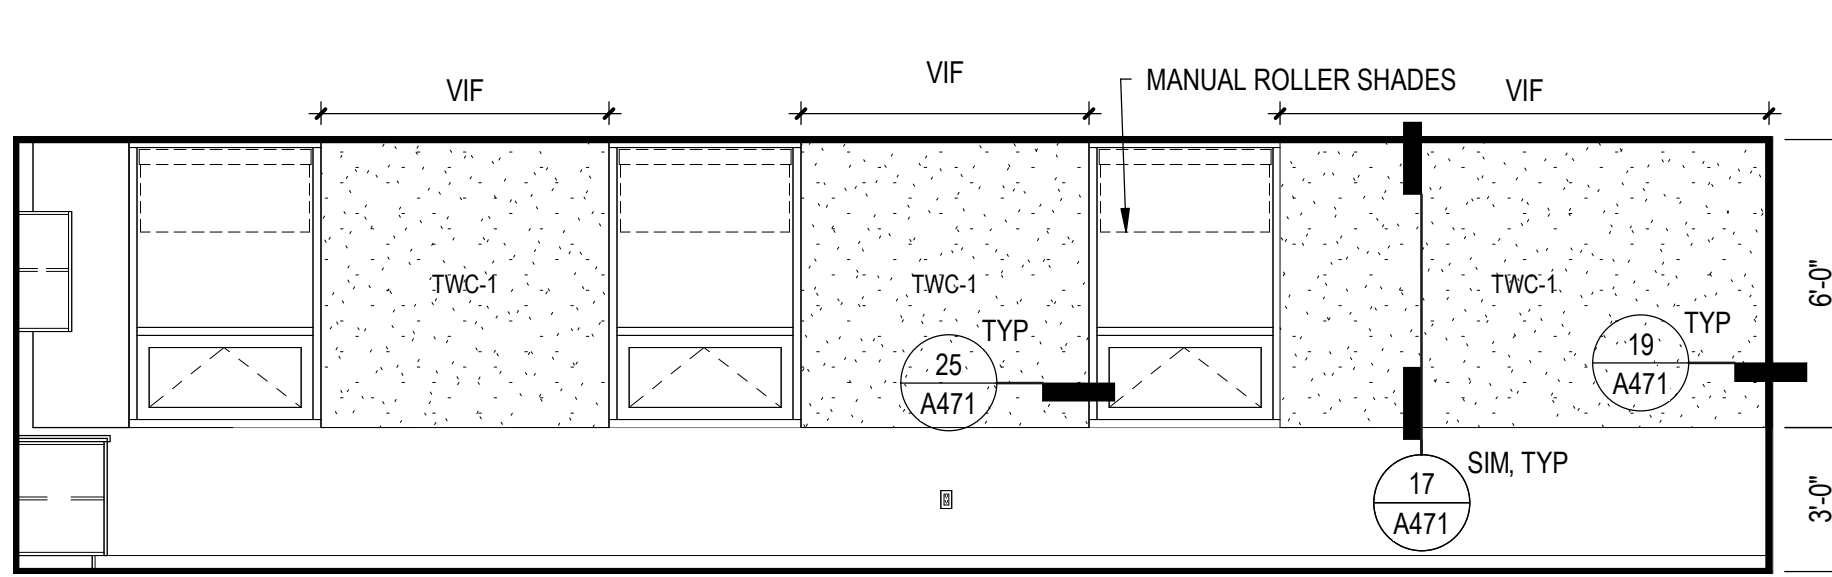 VIF
VIF
MANUAL ROLLER SHADES
VIF
TWC-1
TWC-1
TWC-1
6'-0"
TYP
25
A471
TYP
19
A471
SIM, TYP
17
A471
3'-0"